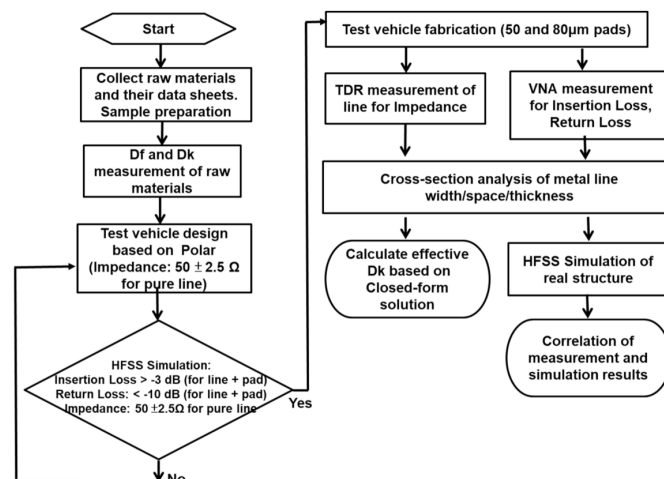 Start
Collect raw materials
and their data sheets.
Sample preparation
Df and Dk
measurement of raw
materials
Test vehicle design
based on Polar
(Impedance: 50 ± 2.5 Ω
for pure line)
HFSS Simulation:
Insertion Loss > -3 dB (for line + pad)
Return Loss: < -10 dB (for line + pad)
Impedance: 50 ±2.5Ω for pure line
Yes
No
Test vehicle fabrication (50 and 80µm pads)
TDR measurement of
line for Impedance
VNA measurement
for Insertion Loss,
Return Loss
Cross-section analysis of metal line
width/space/thickness
Calculate effective
Dk based on
Closed-form
solution
HFSS Simulation of
real structure
Correlation of
measurement and
simulation results